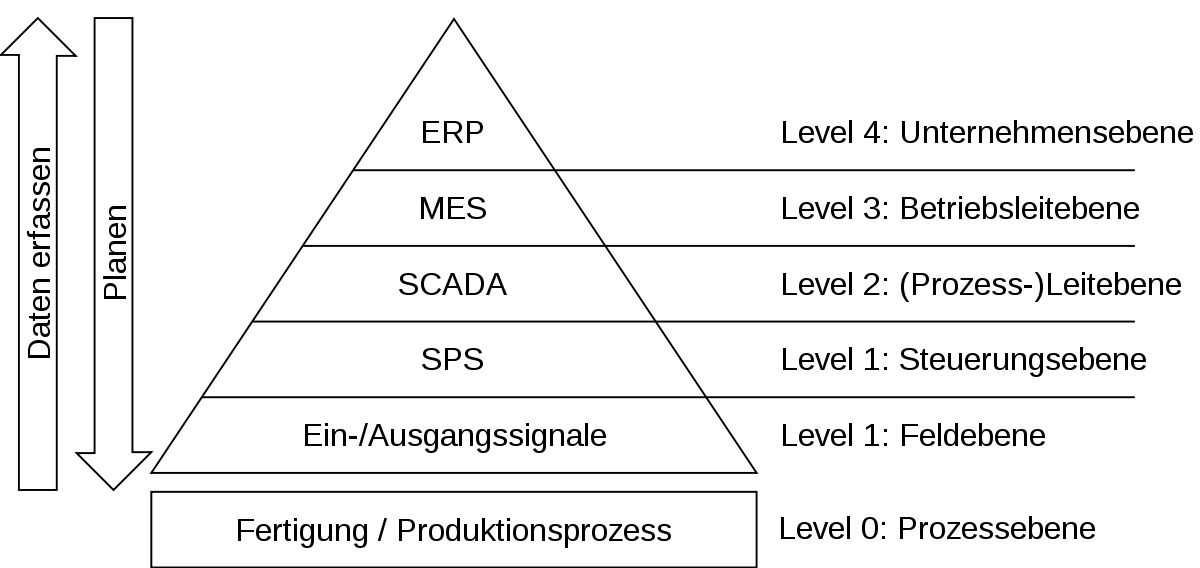 Daten erfassen
Planen
ERP
Level 4: Unternehmensebene
MES
Level 3: Betriebsleitebene
SCADA
Level 2: (Prozess-)Leitebene
SPS
Level 1: Steuerungsebene
Ein-/Ausgangssignale
Level 1: Feldebene
Fertigung / Produktionsprozess
Level 0: Prozessebene